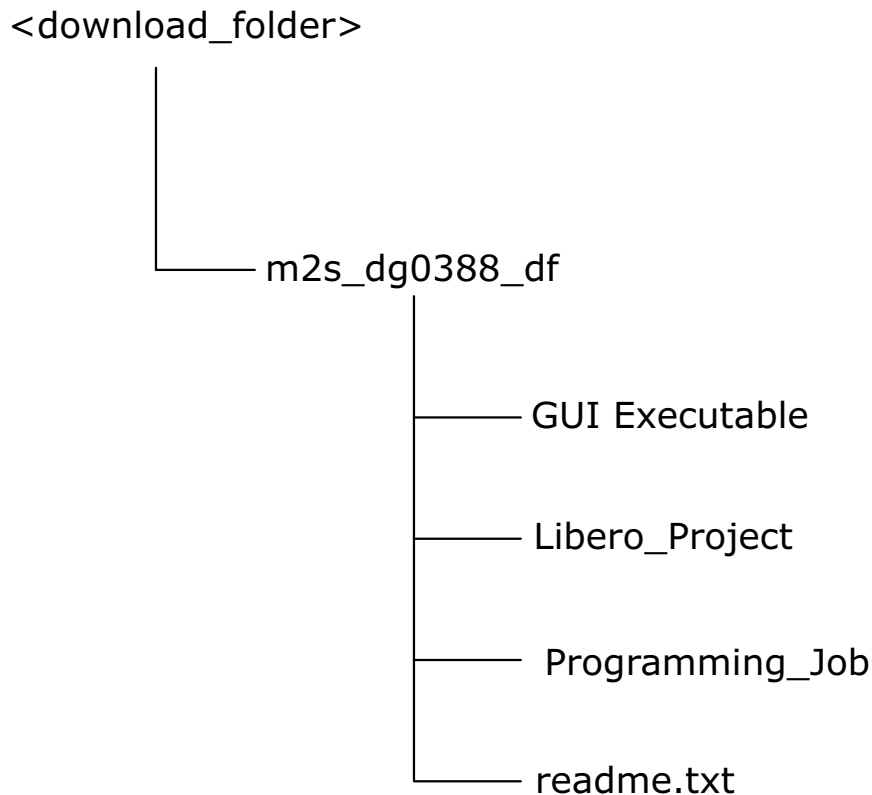 <download_folder>
m2s_dg0388_df
GUI Executable
Libero_Project
Programming_Job
readme.txt